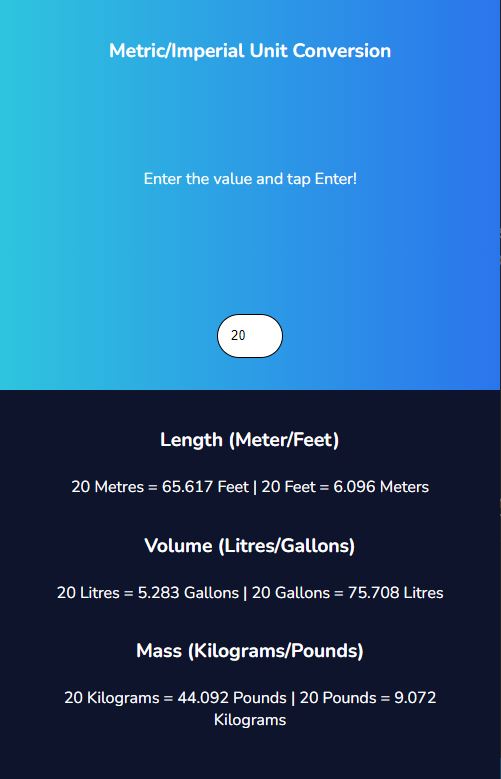 Metric/Imperial Unit Conversion
Enter the value and tap Enter!
20
Length (Meter/Feet)
20 Metres = 65.617 Feet | 20 Feet = 6.096 Meters
Volume (Litres/Gallons)
20 Litres = 5.283 Gallons | 20 Gallons = 75.708 Litres
Mass (Kilograms/Pounds)
20 Kilograms = 44.092 Pounds | 20 Pounds = 9.072
Kilograms